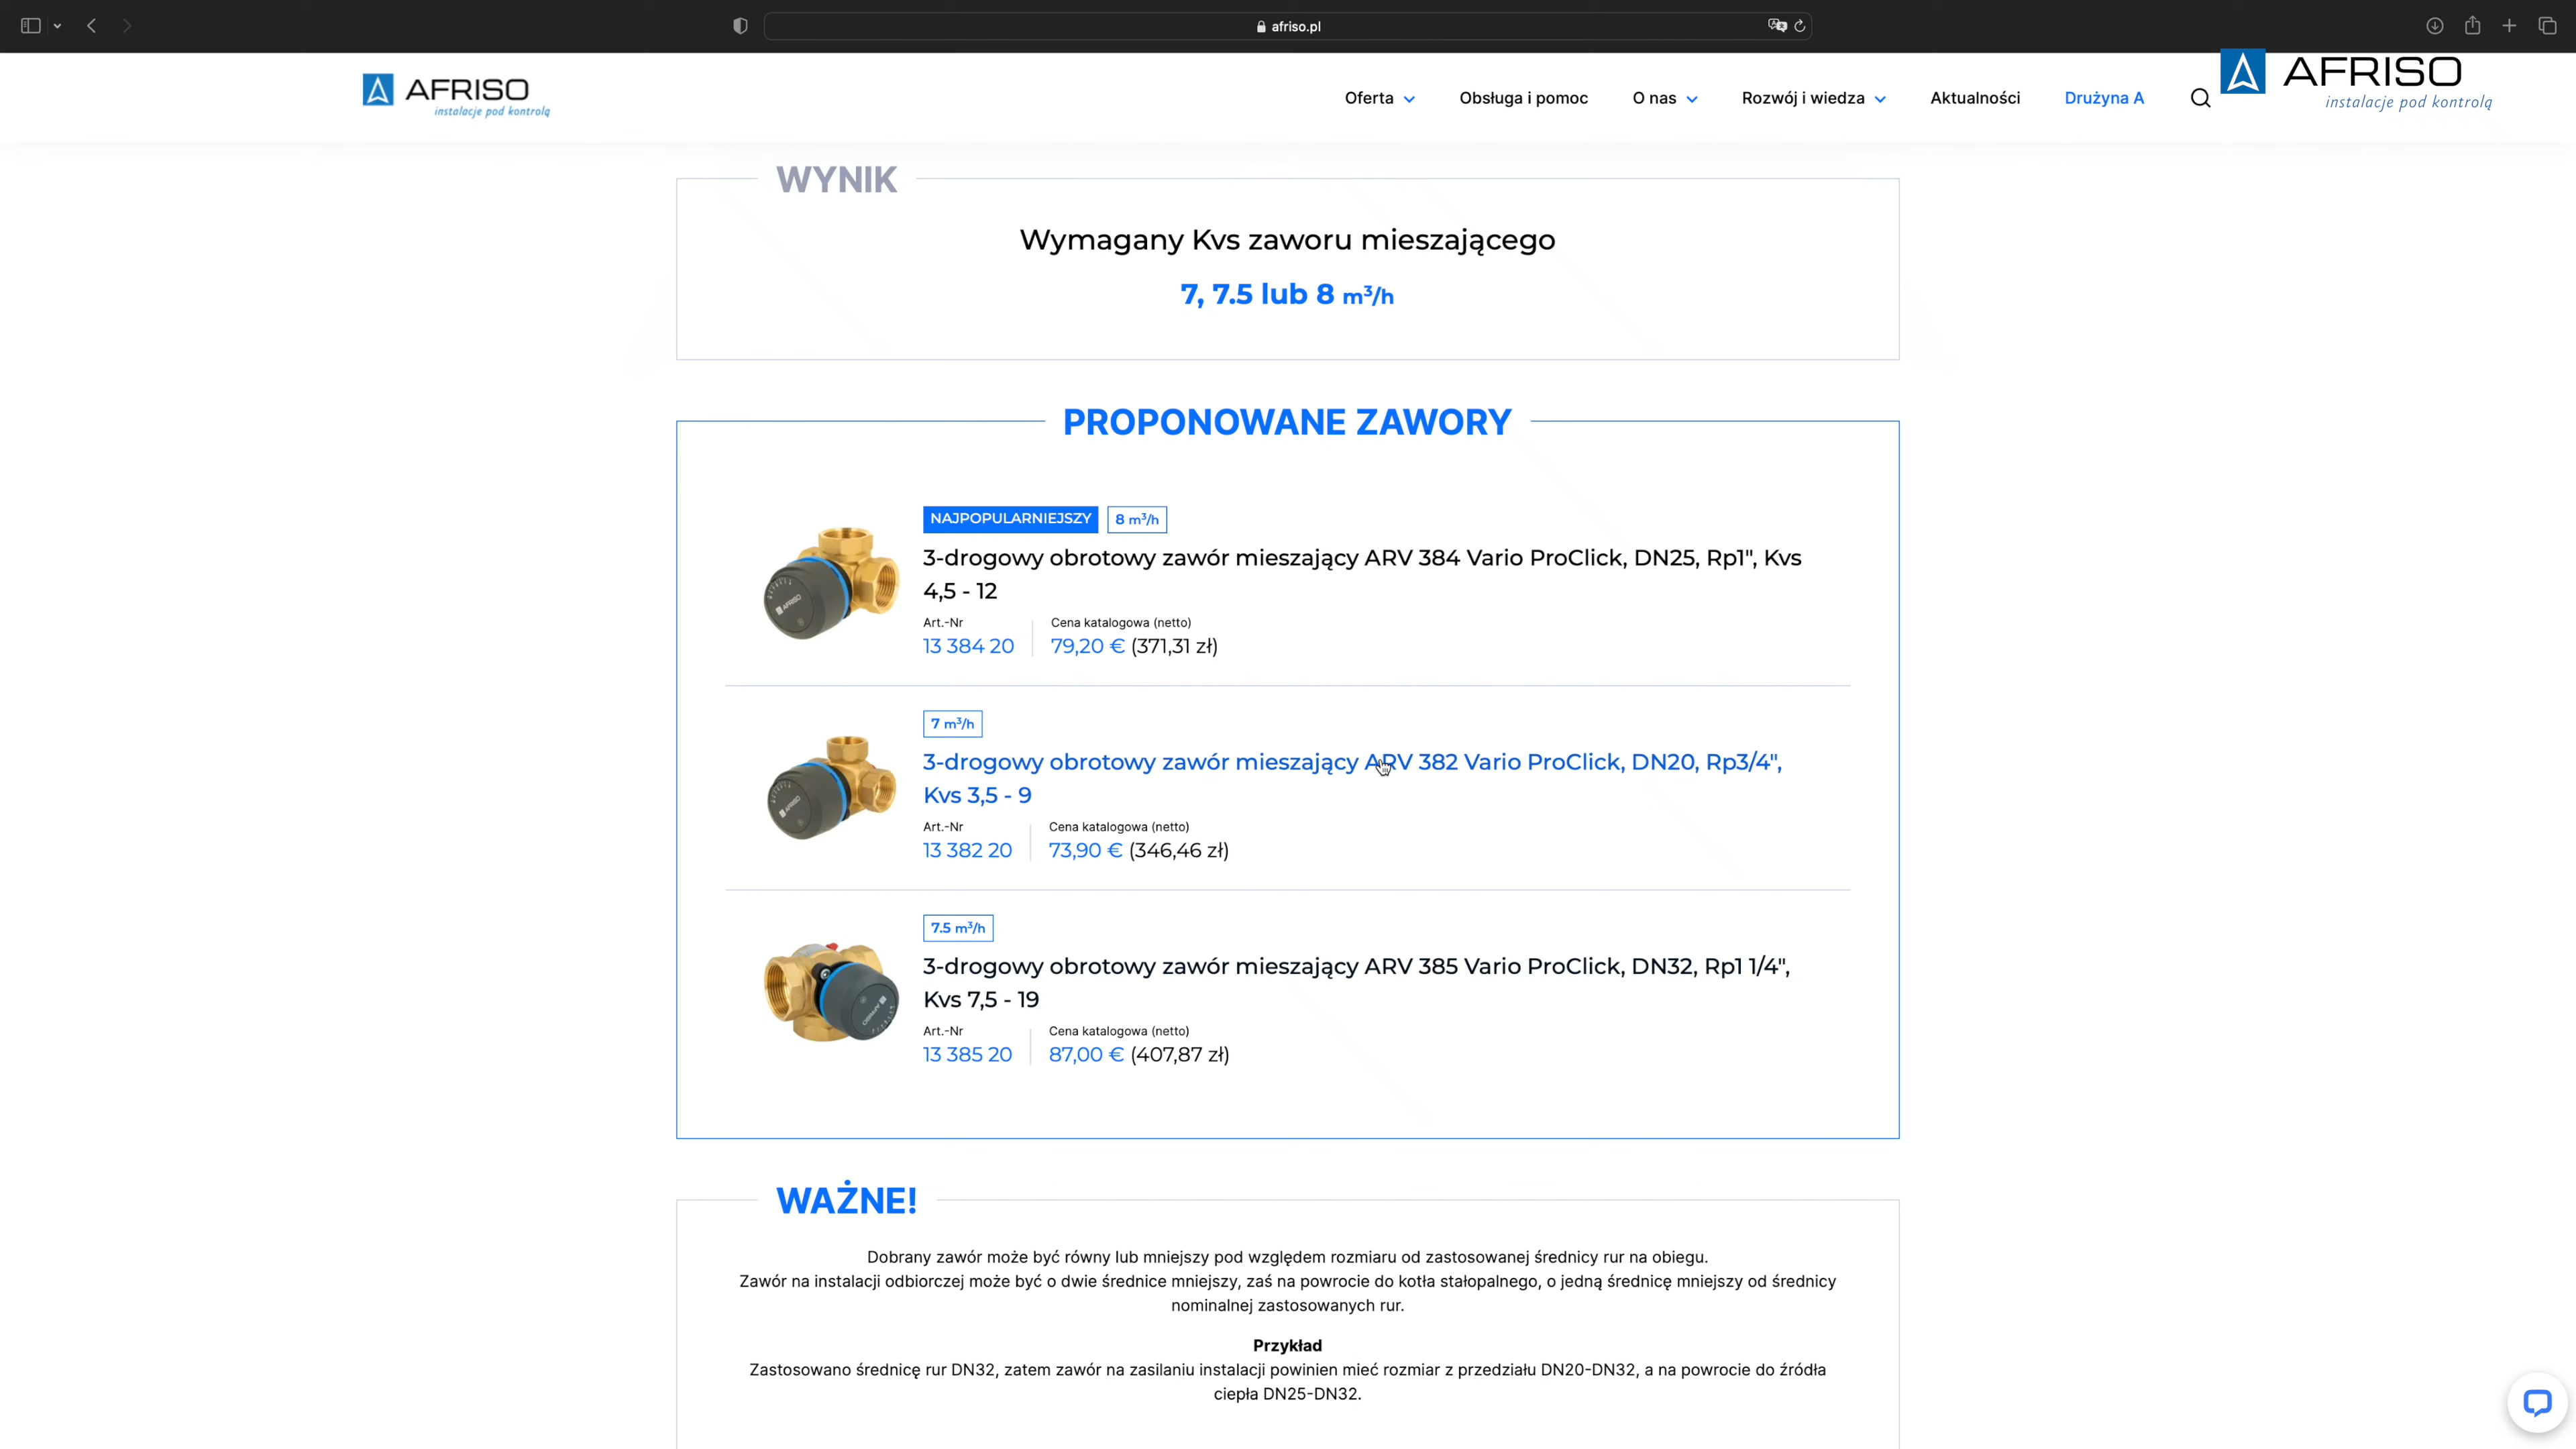 afriso.pl
AFRISO
instalacje pod kontrolą
Oferta
Obsługa i pomoc
O nas
Rozwój i wiedza
Aktualności
Drużyna A
AFRISO
instalacje pod kontrolą
WYNIK
Wymagany Kvs zaworu mieszającego
7, 7.5 lub 8 m³/h
PROPONOWANE ZAWORY
NAJPOPULARNIEJSZY
8 m³/h
3-drogowy obrotowy zawór mieszający ARV 384 Vario ProClick, DN25, Rp1", Kvs
4,5 - 12
Art.-Nr
Cena katalogowa (netto)
13 384 20
79,20 € (371,31 zł)
AFRISO
7 m³/h
3-drogowy obrotowy zawór mieszający ARV 382 Vario ProClick, DN20, Rp3/4",
Kvs 3,5 - 9
Art.-Nr
Cena katalogowa (netto)
13 382 20
73,90 € (346,46 zł)
AFRISO
7.5 m³/h
3-drogowy obrotowy zawór mieszający ARV 385 Vario ProClick, DN32, Rp1 1/4",
Kvs 7,5 - 19
Art.-Nr
Cena katalogowa (netto)
13 385 20
87,00 € (407,87 zł)
AFRISO
WAŻNE!
Dobrany zawór może być równy lub mniejszy pod względem rozmiaru od zastosowanej średnicy rur na obiegu.
Zawór na instalacji odbiorczej może być o dwie średnice mniejszy, zaś na powrocie do kotła stałopalnego, o jedną średnicę mniejszy od średnicy
nominalnej zastosowanych rur.
Przykład
Zastosowano średnicę rur DN32, zatem zawór na zasilaniu instalacji powinien mieć rozmiar z przedziału DN20-DN32, a na powrocie do źródła
ciepła DN25-DN32.